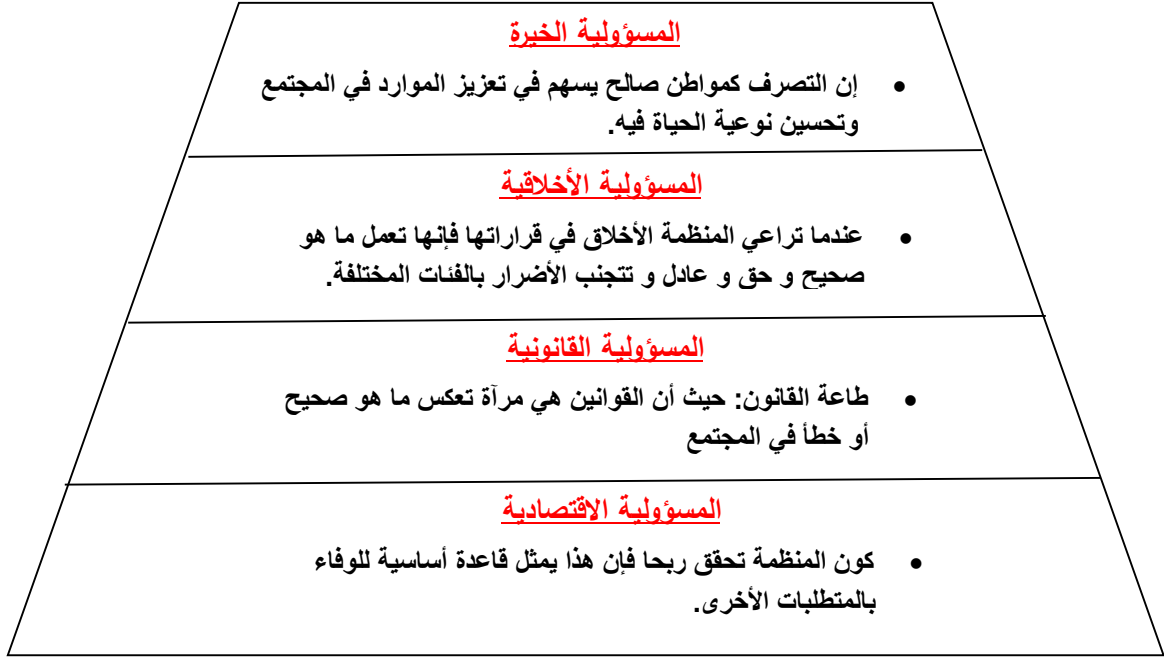 المسؤولية الخيرة
• إن التصرف كمواطن صالح يسهم في تعزيز الموارد في المجتمع
وتحسين نوعية الحياة فيه.
المسؤولية الأخلاقية
• عندما تراعي المنظمة الأخلاق في قراراتها فإنها تعمل ما هو
صحيح و حق و عادل و تتجنب الأضرار بالفئات المختلفة.
المسؤولية القانونية
• طاعة القانون: حيث أن القوانين هي مرآة تعكس ما هو صحيح
أو خطأ في المجتمع
المسؤولية الاقتصادية
• كون المنظمة تحقق ربحا فإن هذا يمثل قاعدة أساسية للوفاء
بالمتطلبات الأخرى.